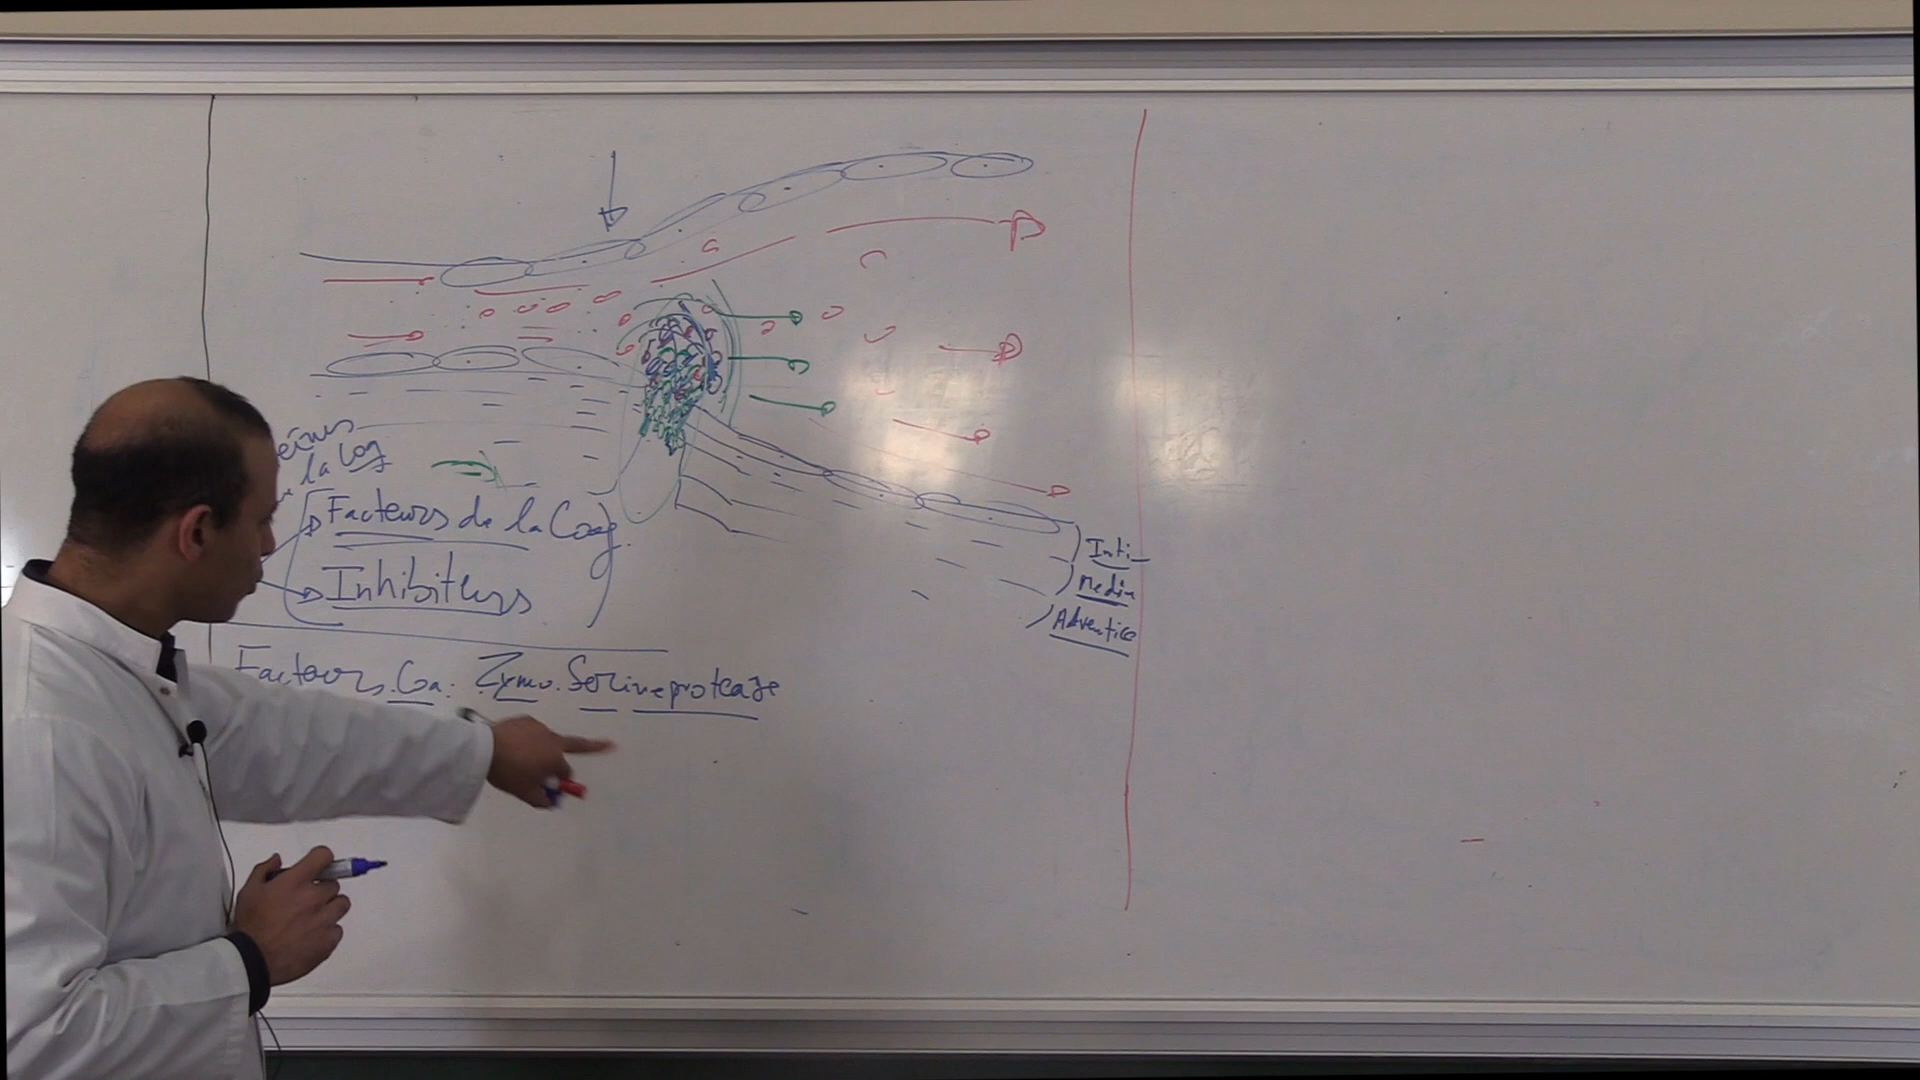 la Coag
Facteurs de la Coag.
Inhibiteurs
Facteurs Coa: Zymo. Serine protease
Inti
Media
Adventice